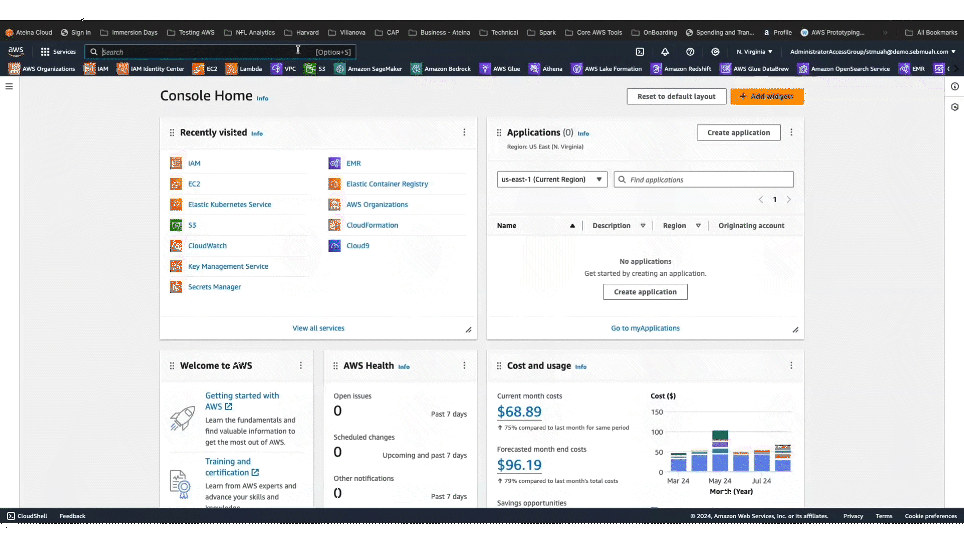 Ateina Cloud Sign In Immersion Days Testing AWS NFL Analytics Harvard Villanova CAP Business - Ateina Technical Spark Core AWS Tools OnBoarding Spending and Tran... Profile AWS Prototyping... All Bookmarks
aws Services Search [Option+S] N. Virginia AdministratorAccessGroup/stmuah@demo.sebmuah.com
AWS Organizations IAM IAM Identity Center EC2 Lambda VPC S3 Amazon SageMaker Amazon Bedrock AWS Glue Athena AWS Lake Formation Amazon Redshift AWS Glue DataBrew Amazon OpenSearch Service EMR
Console Home Info
Reset to default layout
+ Add widgets
Recently visited Info
IAM
EC2
Elastic Kubernetes Service
S3
CloudWatch
Key Management Service
Secrets Manager
EMR
Elastic Container Registry
AWS Organizations
CloudFormation
Cloud9
View all services
Applications (0) Info
Region: US East (N. Virginia)
Create application
us-east-1 (Current Region)
Find applications
1
Name Description Region Originating account
No applications
Get started by creating an application.
Create application
Go to myApplications
Welcome to AWS
Getting started with
AWS
Learn the fundamentals and
find valuable information to
get the most out of AWS.
Training and
certification
Learn from AWS experts and
advance your skills and
knowledge
AWS Health Info
Open issues
0 Past 7 days
Scheduled changes
0 Upcoming and past 7 days
Other notifications
0 Past 7 days
Cost and usage Info
Current month costs
$68.89
75% compared to last month for same period
Forecasted month end costs
$96.19
79% compared to last month's total costs
Savings opportunities
Cost ($)
150
100
50
0
Mar 24 May 24 Jul 24
Month (Year)
CloudShell Feedback © 2024, Amazon Web Services, Inc. or its affiliates. Privacy Terms Cookie preferences